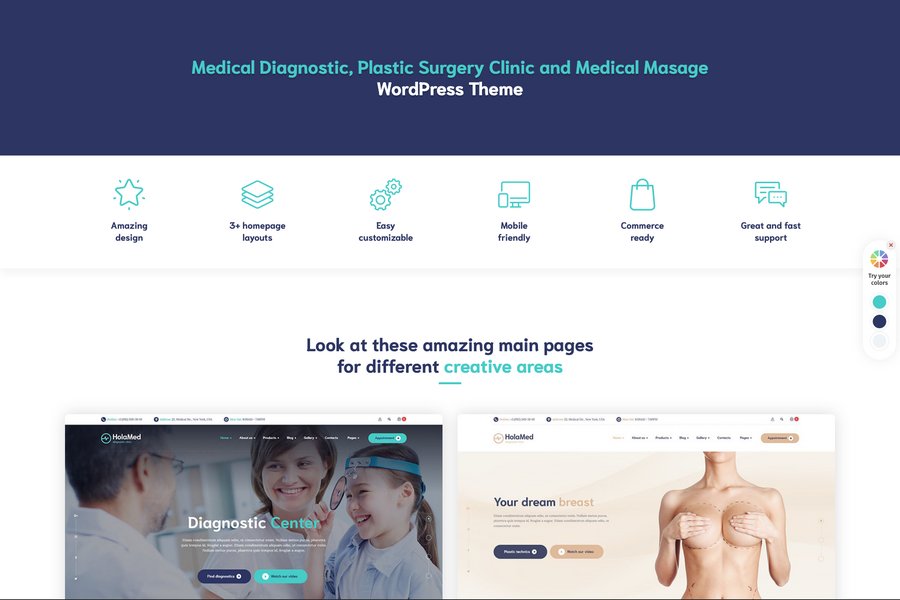 Medical Diagnostic, Plastic Surgery Clinic and Medical Masage
WordPress Theme
Amazing
design
3+ homepage
layouts
Easy
customizable
Mobile
friendly
Commerce
ready
Great and fast
support
Try your
colors
Look at these amazing main pages
for different creative areas
HolaMed
Home
About us
Products
Blog
Gallery
Contacts
Pages
Appointment
Diagnostic Center
Find diagnostics
Watch our video
HolaMed
Home
About us
Products
Blog
Gallery
Contacts
Pages
Appointment
Your dream breast
Plastic technics
Watch our video